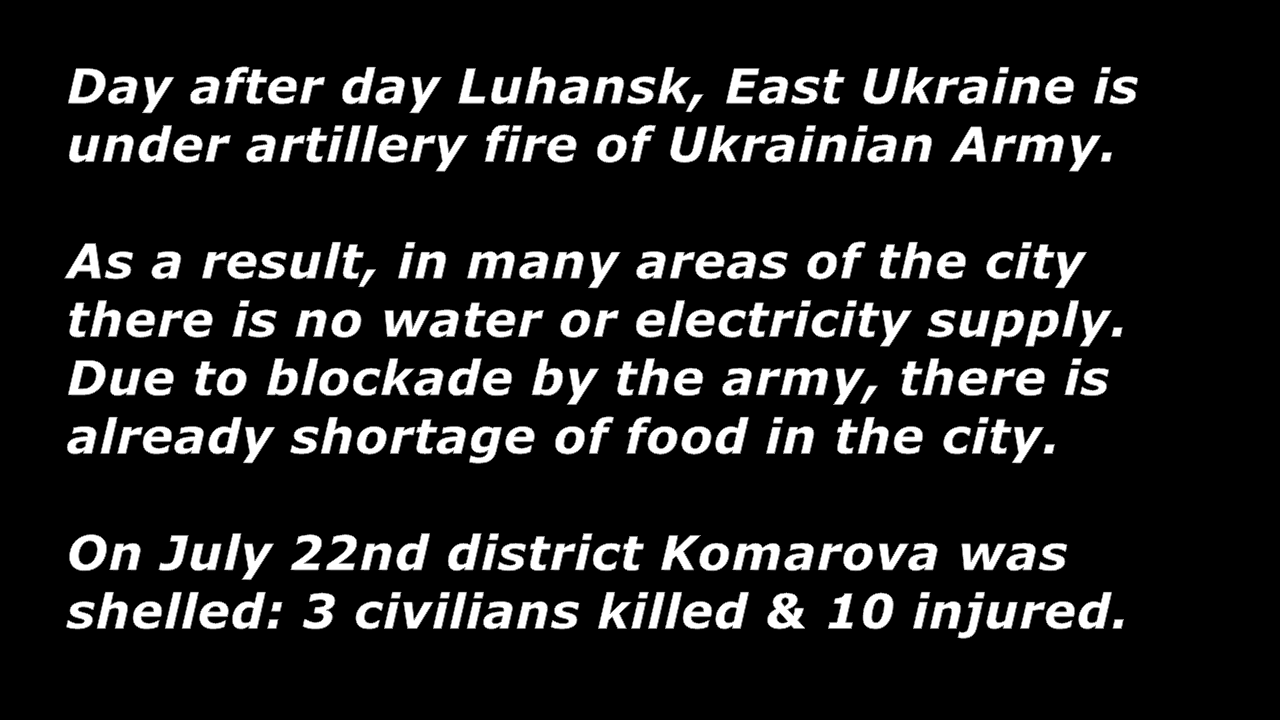 Day after day Luhansk, East Ukraine is
under artillery fire of Ukrainian Army.
As a result, in many areas of the city
there is no water or electricity supply.
Due to blockade by the army, there is
already shortage of food in the city.
On July 22nd district Komarova was
shelled: 3 civilians killed & 10 injured.